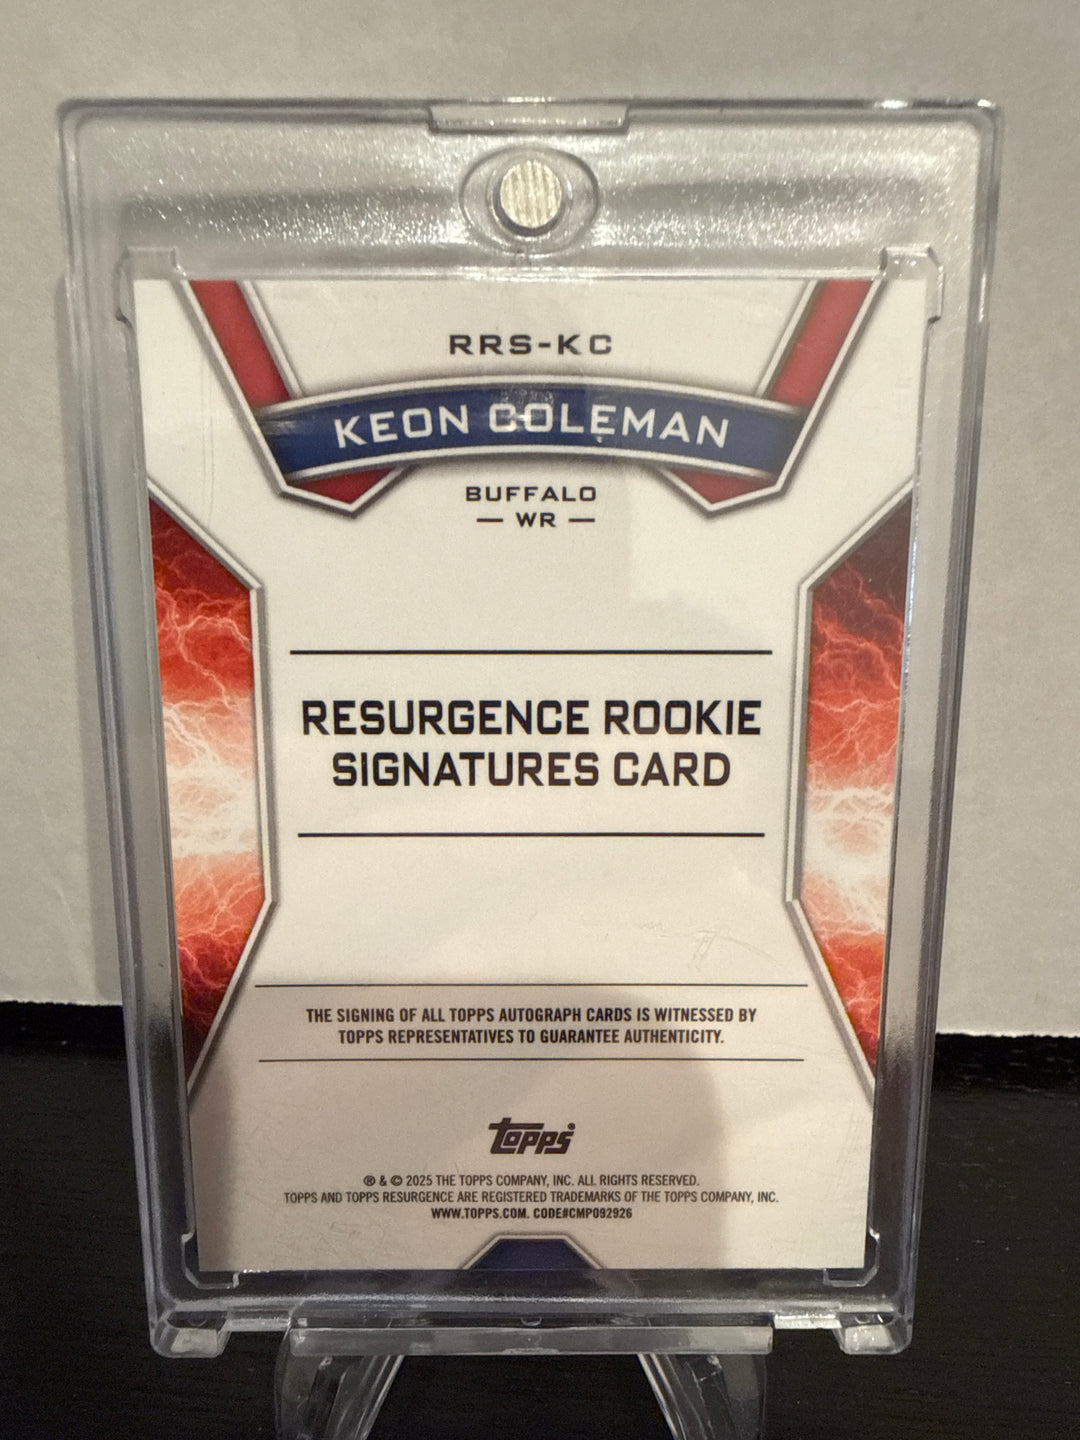 RRS-KC
KEON COLEMAN
BUFFALO
— WR —
RESURGENCE ROOKIE
SIGNATURES CARD
THE SIGNING OF ALL TOPPS AUTOGRAPH CARDS IS WITNESSED BY
TOPPS REPRESENTATIVES TO GUARANTEE AUTHENTICITY.
Topps
® & © 2025 THE TOPPS COMPANY, INC. ALL RIGHTS RESERVED.
TOPPS AND TOPPS RESURGENCE ARE REGISTERED TRADEMARKS OF THE TOPPS COMPANY, INC.
WWW.TOPPS.COM. CODE#CMP092926